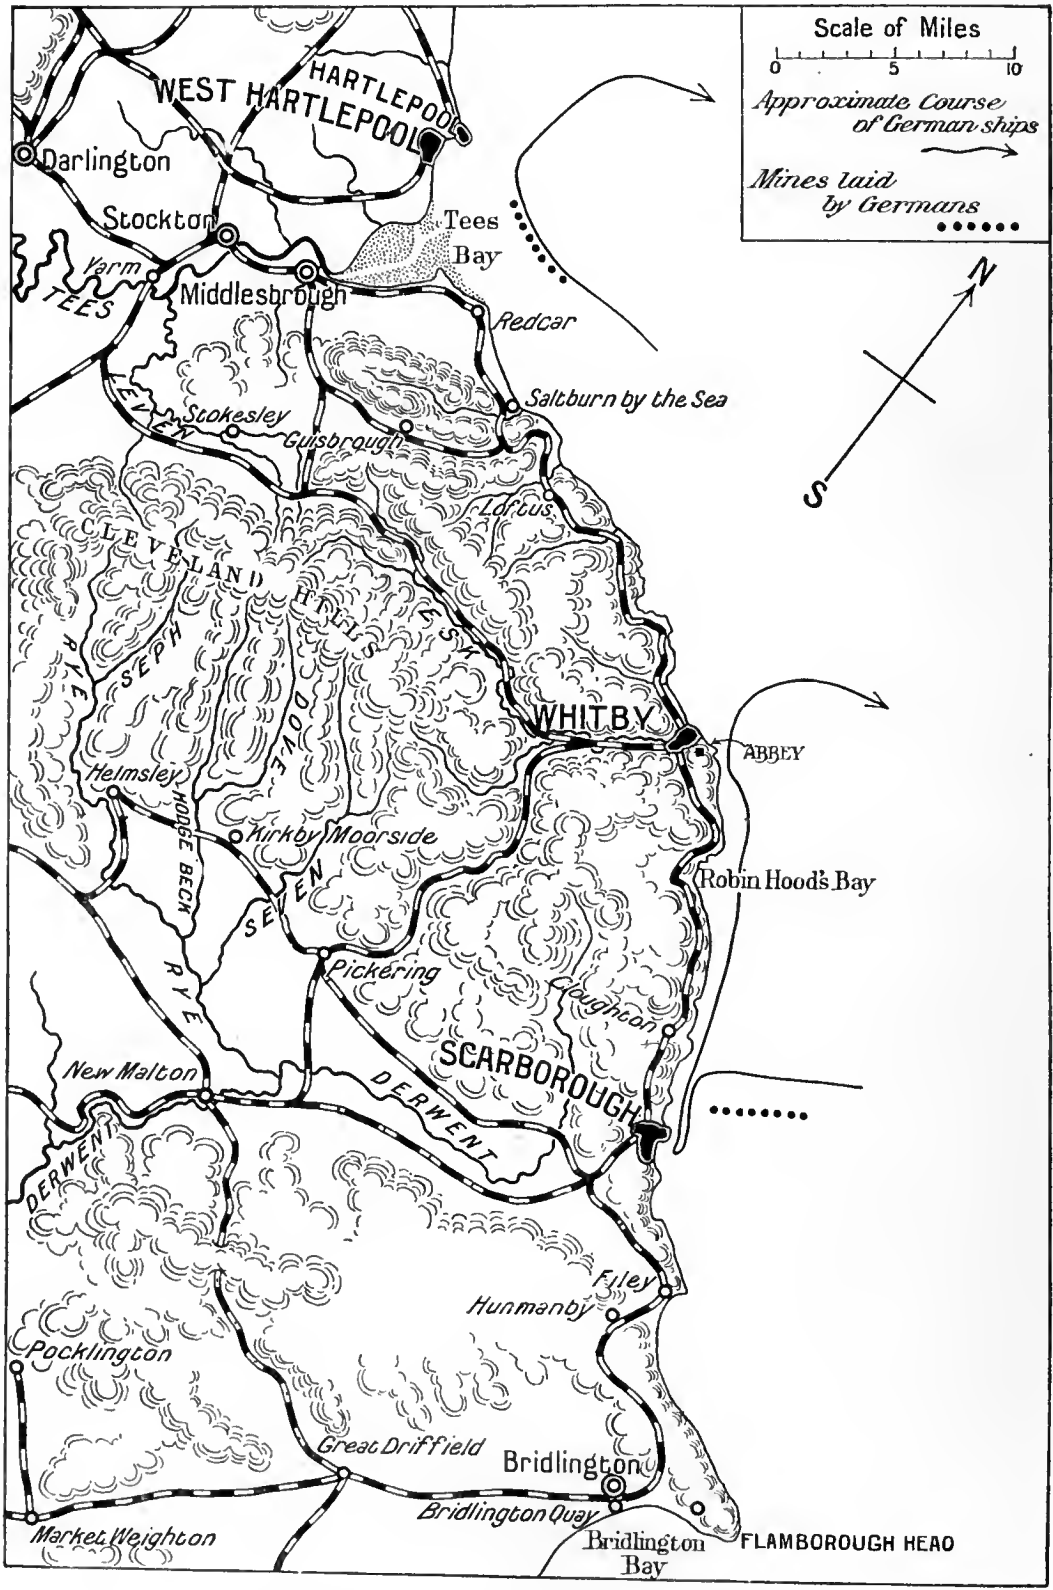 Scale of Miles
0 5 10
Approximate Course
of German ships
Mines laid
by Germans
N
S
HARTLEPOOL
WEST HARTLEPOOL
Darlington
Stockton
Tees
Bay
Yarm
TEES
Middlesbrough
Redcar
LEVEN
Stokesley
Guisbrough
Saltburn by the Sea
Loftus
CLEVELAND HILLS
ESK
RYE
SEPH
DOVE
WHITBY
ABBEY
Helmsley
HODGE BECK
Kirkby Moorside
SEVEN
Robin Hood's Bay
RYE
Pickering
Cloughton
SCARBOROUGH
New Malton
DERWENT
DERWENT
Filey
Hunmanby
Pocklington
Great Driffield
Bridlington
Bridlington Quay
Market Weighton
Bridlington
Bay
FLAMBOROUGH HEAD